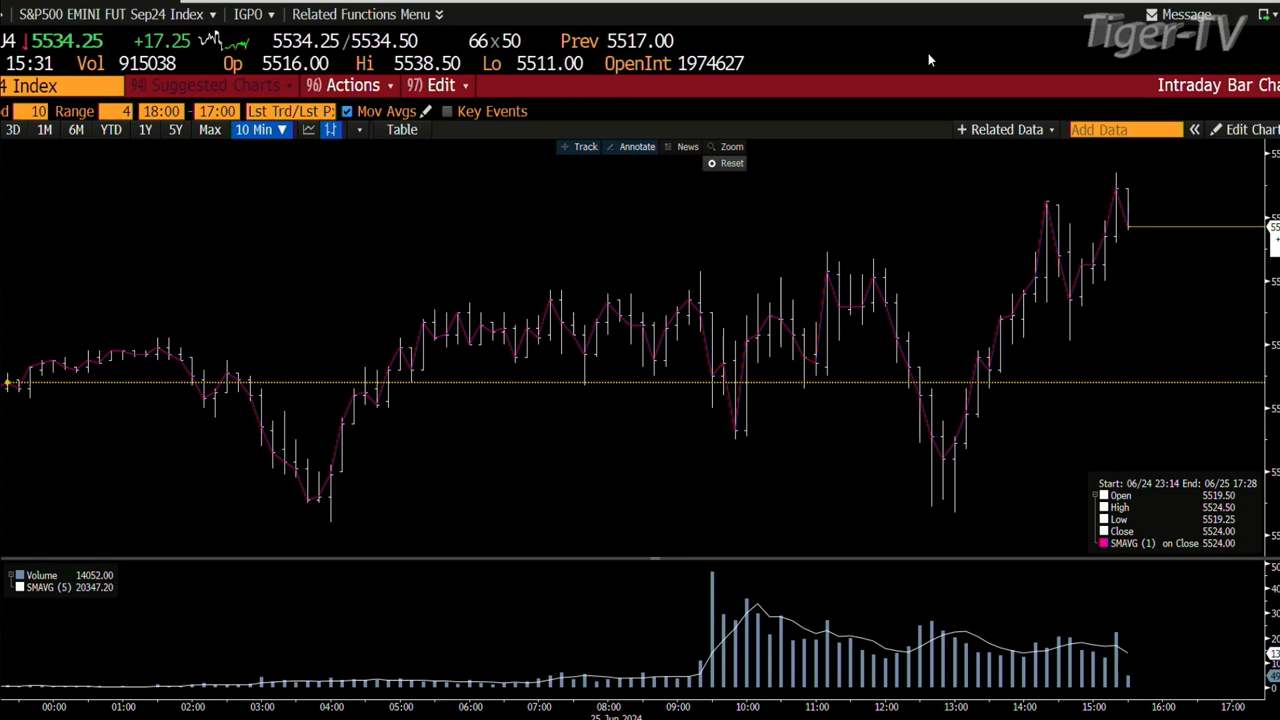 S&P500 EMINI FUT Sep24 Index ▾ IGPO ▾ Related Functions Menu Message
J4 ↓5534.25 +17.25 5534.25/5534.50 66x50 Prev 5517.00
15:31 Vol 915038 Op 5516.00 Hi 5538.50 Lo 5511.00 OpenInt 1974627
Tiger-TV
4 Index 94) Suggested Charts 96) Actions 97) Edit Intraday Bar Cha
d 10 Range 4 18:00 - 17:00 Lst Trd/Lst P: Mov Avgs Key Events
3D 1M 6M YTD 1Y 5Y Max 10 Min ▼ Table + Related Data Add Data « Edit Chart
Track Annotate News Zoom
Reset
Start: 06/24 23:14 End: 06/25 17:28
Open 5519.50
High 5524.50
Low 5519.25
Close 5524.00
SMAVG (1) on Close 5524.00
Volume 14052.00
SMAVG (5) 20347.20
00:00 01:00 02:00 03:00 04:00 05:00 06:00 07:00 08:00 09:00 10:00 11:00 12:00 13:00 14:00 15:00 16:00 17:00
25 Jun 2024